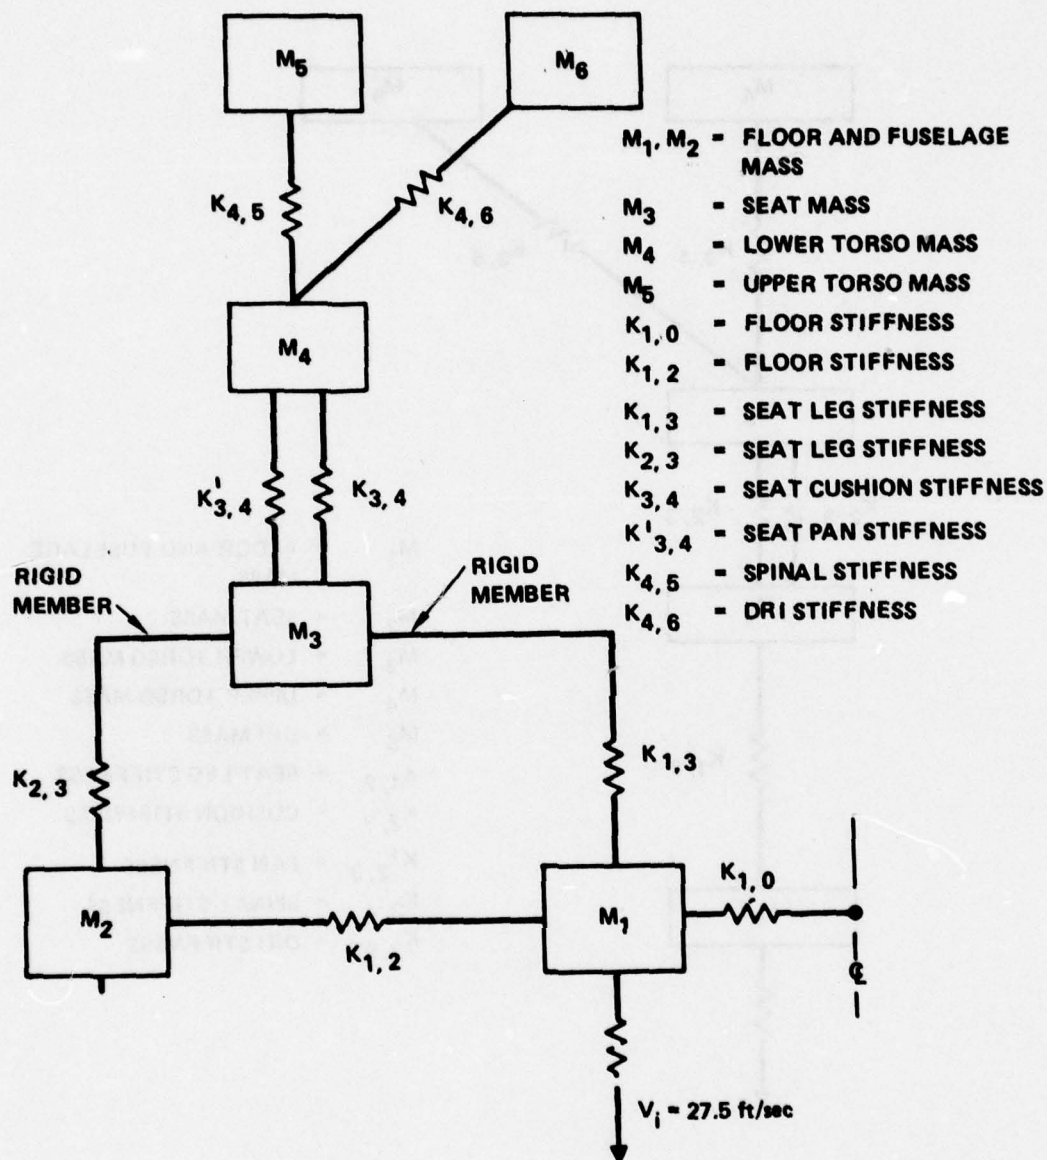 M5
M6
K4, 5
K4, 6
M1, M2 = FLOOR AND FUSELAGE
MASS
M3 = SEAT MASS
M4 = LOWER TORSO MASS
M5 = UPPER TORSO MASS
K1,0 = FLOOR STIFFNESS
K1,2 = FLOOR STIFFNESS
K1,3 = SEAT LEG STIFFNESS
K2,3 = SEAT LEG STIFFNESS
K3,4 = SEAT CUSHION STIFFNESS
K'3,4 = SEAT PAN STIFFNESS
K4,5 = SPINAL STIFFNESS
K4,6 = DRI STIFFNESS
M4
K'3, 4
K3, 4
RIGID
MEMBER
RIGID
MEMBER
M3
K2, 3
K1, 3
M2
K1, 2
M1
K1, 0
℄
Vi = 27.5 ft/sec